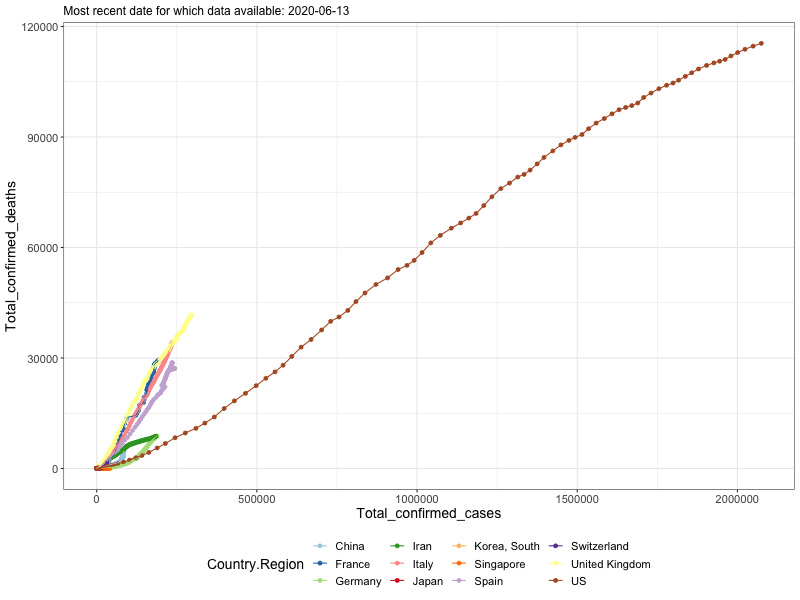 Most recent date for which data available: 2020-06-13
120000
90000
60000
30000
0
Total_confirmed_deaths
0 500000 1000000 1500000 2000000
Total_confirmed_cases
Country.Region
China Iran Korea, South Switzerland
France Italy Singapore United Kingdom
Germany Japan Spain US